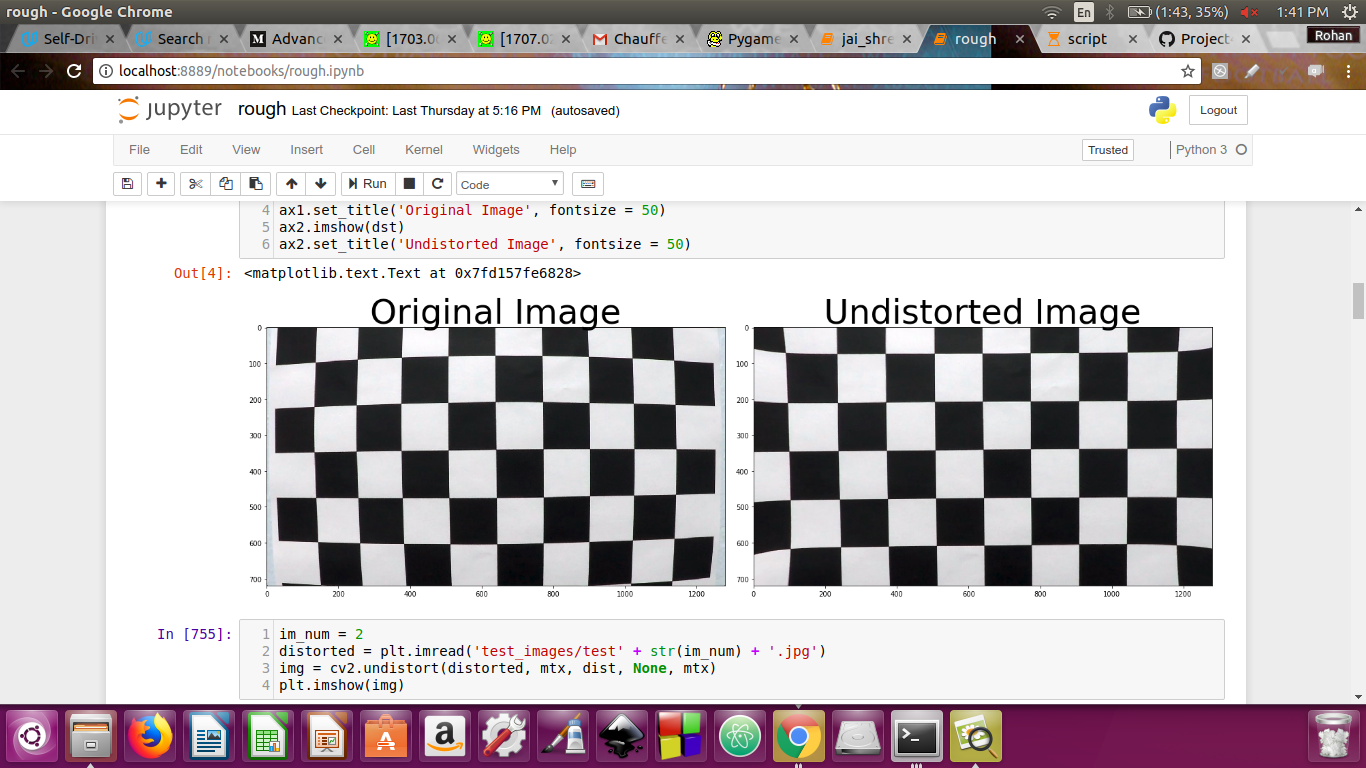 rough - Google Chrome
En
(1:43, 35%)
1:41 PM
Self-Dri
Search
Advanc
[1703.0
[1707.02
Chauffe
Pygame
jai_shre
rough
script
Project
Rohan
localhost:8889/notebooks/rough.ipynb
jupyter rough Last Checkpoint: Last Thursday at 5:16 PM (autosaved)
Logout
File Edit View Insert Cell Kernel Widgets Help
Trusted
Python 3
Run
Code
4 ax1.set_title('Original Image', fontsize = 50)
5 ax2.imshow(dst)
6 ax2.set_title('Undistorted Image', fontsize = 50)
Out[4]: <matplotlib.text.Text at 0x7fd157fe6828>
Original Image
Undistorted Image
0
100
200
300
400
500
600
700
0 200 400 600 800 1000 1200
0
100
200
300
400
500
600
700
0 200 400 600 800 1000 1200
In [755]:
1 im_num = 2
2 distorted = plt.imread('test_images/test' + str(im_num) + '.jpg')
3 img = cv2.undistort(distorted, mtx, dist, None, mtx)
4 plt.imshow(img)